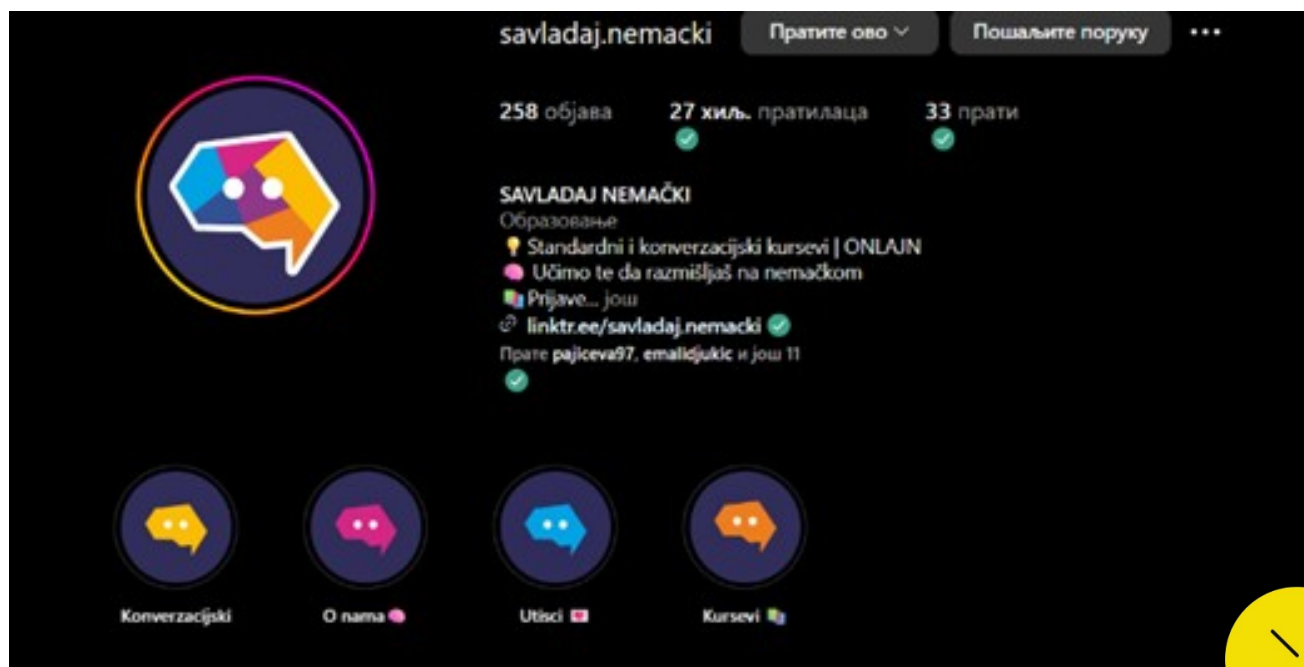 savladaj.nemacki Пратите ово Пошаљите поруку
258 објава 27 хиљ. пратилаца 33 прати
SAVLADAJ NEMAČKI
Образовање
💡 Standardni i konverzacijski kursevi | ONLAJN
🧠 Učimo te da razmišljaš na nemačkom
📚 Prijave... још
linktr.ee/savladaj.nemacki
Прате pajiceva97, emalidjukic и још 11
Konverzacijski O nama🧠 Utisci 💌 Kursevi 📚